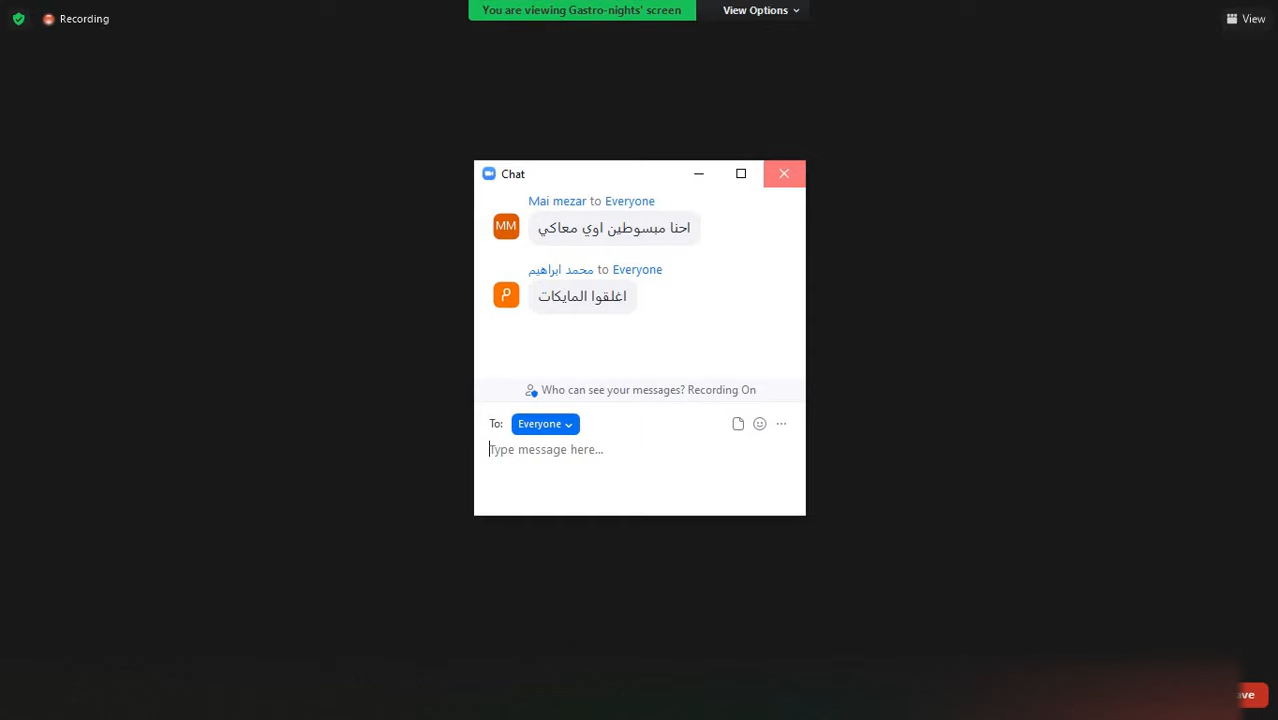 Recording
You are viewing Gastro-nights' screen
View Options
View
Chat
Mai mezar to Everyone
MM
احنا مبسوطين اوي معاكي
محمد ابراهيم to Everyone
م
اغلقوا المايكات
Who can see your messages? Recording On
To: Everyone
Type message here...